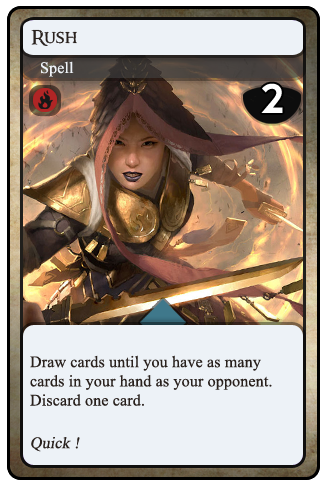 Rush
Spell
2
Draw cards until you have as many
cards in your hand as your opponent.
Discard one card.
Quick !